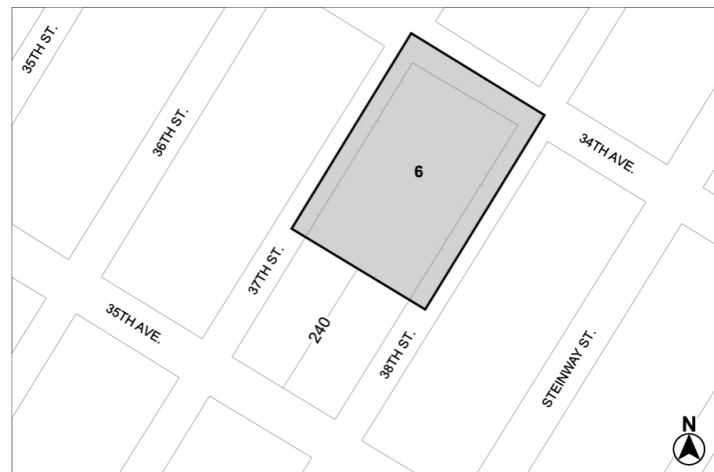 35TH ST.
36TH ST.
6
34TH AVE.
37TH ST.
35TH AVE.
240
38TH ST.
STEINWAY ST.
N